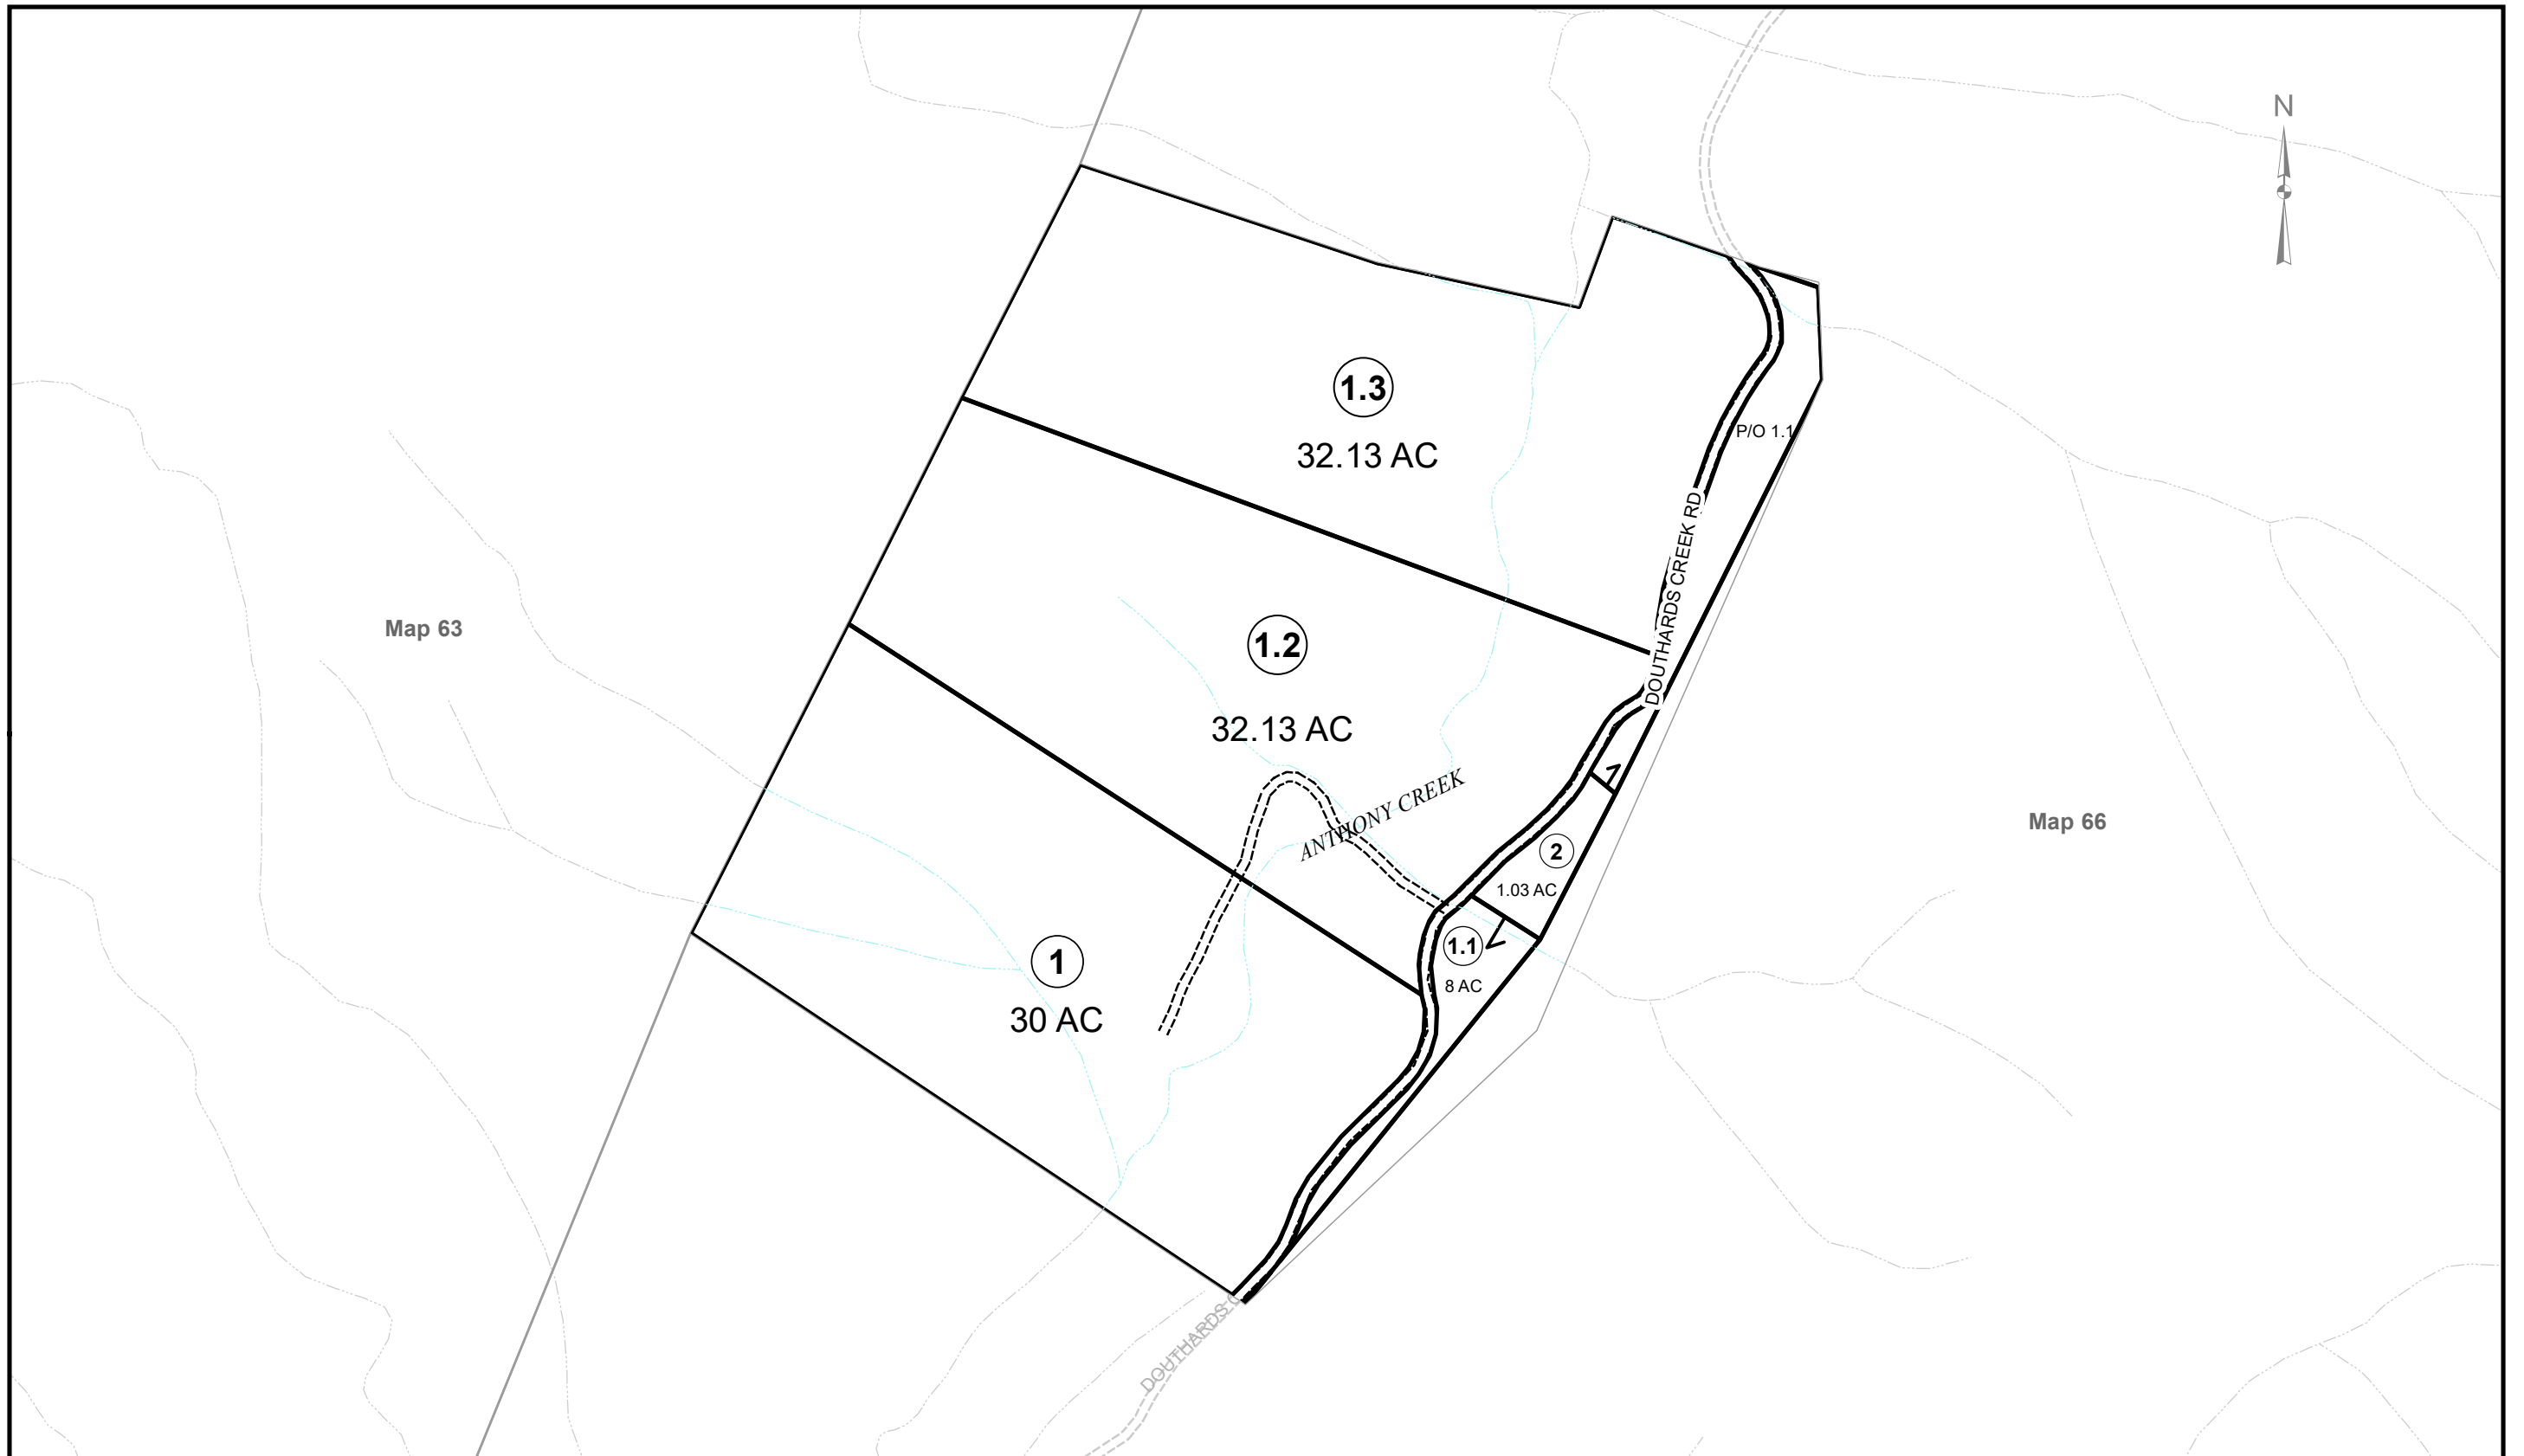 N
1.3
32.13 AC
P/O 1.1
DOUTHARDS CREEK RD
Map 63
1.2
32.13 AC
ANTHONY CREEK
Map 66
2
1.03 AC
1.1
8 AC
1
30 AC
DOUTHARDS C